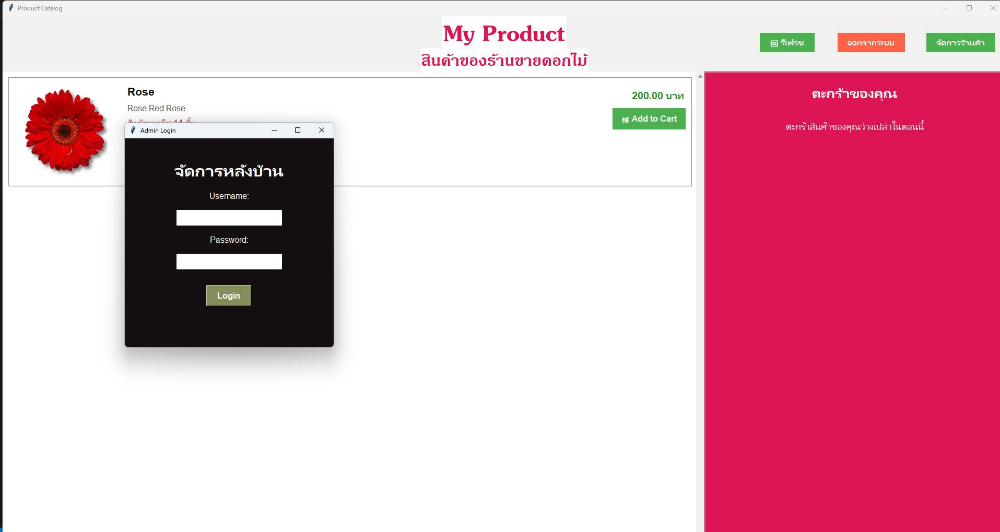 Product Catalog
My Product
สินค้าของร้านขายดอกไม้
รีเฟรช
ออกจากระบบ
จัดการร้านค้า
Rose
Rose Red Rose
200.00 บาท
Add to Cart
ตะกร้าของคุณ
ตะกร้าสินค้าของคุณว่างเปล่าในตอนนี้
Admin Login
จัดการหลังบ้าน
Username:
Password:
Login